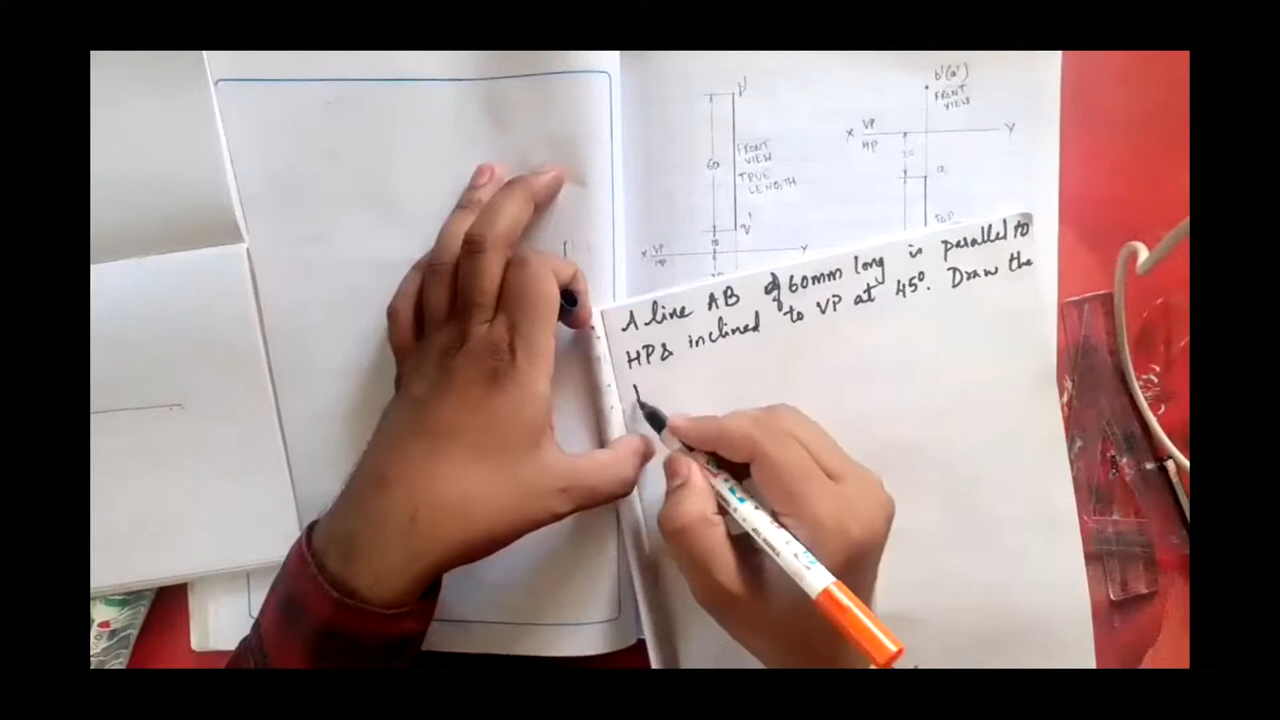 p'
60
FRONT
VIEW
TRUE
LENGTH
q'
10
X VP
HP
Y
b'(a')
FRONT
VIEW
X VP
HP
Y
20
a
TOP
A line AB of 60mm long is parallel to
HP & inclined to VP at 45°. Draw the